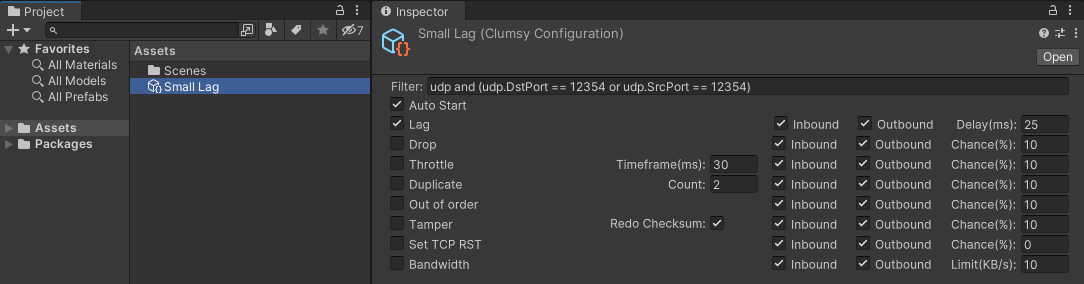 Project
Inspector
7
Favorites
All Materials
All Models
All Prefabs
Assets
Packages
Assets
Scenes
Small Lag
Small Lag (Clumsy Configuration)
Open
Filter: udp and (udp.DstPort == 12354 or udp.SrcPort == 12354)
Auto Start
Lag Inbound Outbound Delay(ms): 25
Drop Inbound Outbound Chance(%): 10
Throttle Timeframe(ms): 30 Inbound Outbound Chance(%): 10
Duplicate Count: 2 Inbound Outbound Chance(%): 10
Out of order Inbound Outbound Chance(%): 10
Tamper Redo Checksum: Inbound Outbound Chance(%): 10
Set TCP RST Inbound Outbound Chance(%): 0
Bandwidth Inbound Outbound Limit(KB/s): 10